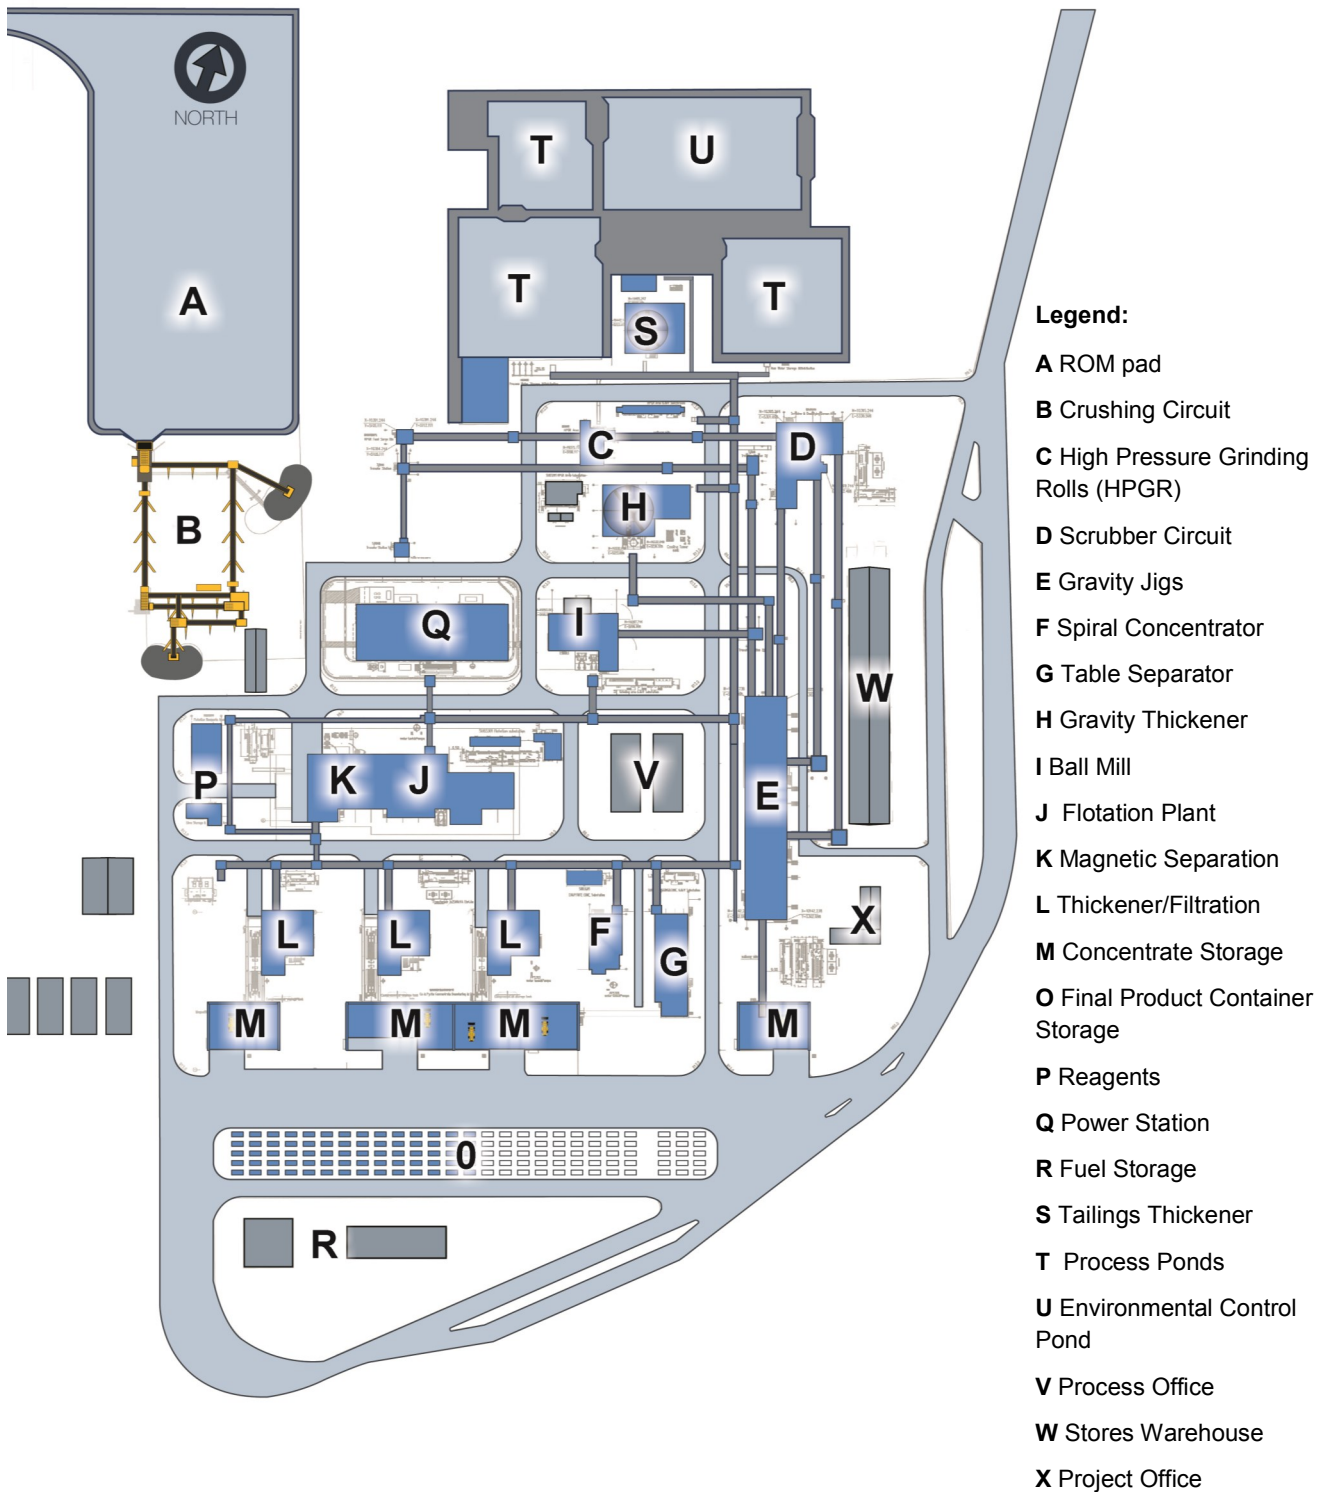 NORTH
T
U
A
T
T
S
C
D
B
H
Q
I
W
P
K
J
V
E
L
L
L
F
G
X
M
M
M
M
0
R
Legend:
A ROM pad
B Crushing Circuit
C High Pressure Grinding
Rolls (HPGR)
D Scrubber Circuit
E Gravity Jigs
F Spiral Concentrator
G Table Separator
H Gravity Thickener
I Ball Mill
J Flotation Plant
K Magnetic Separation
L Thickener/Filtration
M Concentrate Storage
O Final Product Container
Storage
P Reagents
Q Power Station
R Fuel Storage
S Tailings Thickener
T Process Ponds
U Environmental Control
Pond
V Process Office
W Stores Warehouse
X Project Office